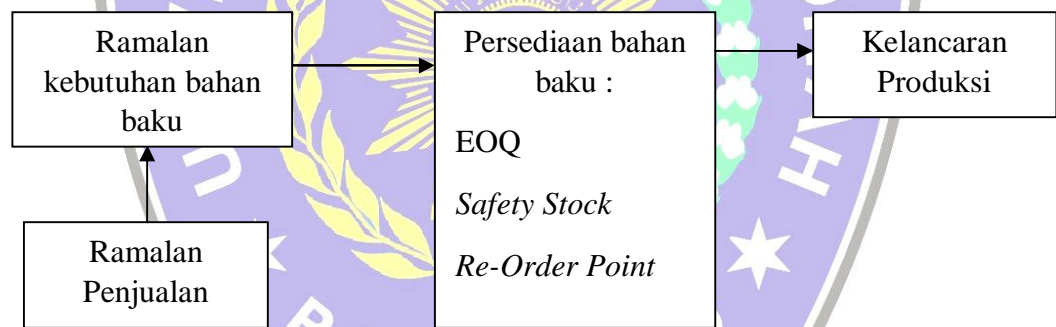 Ramalan
kebutuhan bahan
baku
Persediaan bahan
baku :
EOQ
Safety Stock
Re-Order Point
Kelancaran
Produksi
Ramalan
Penjualan